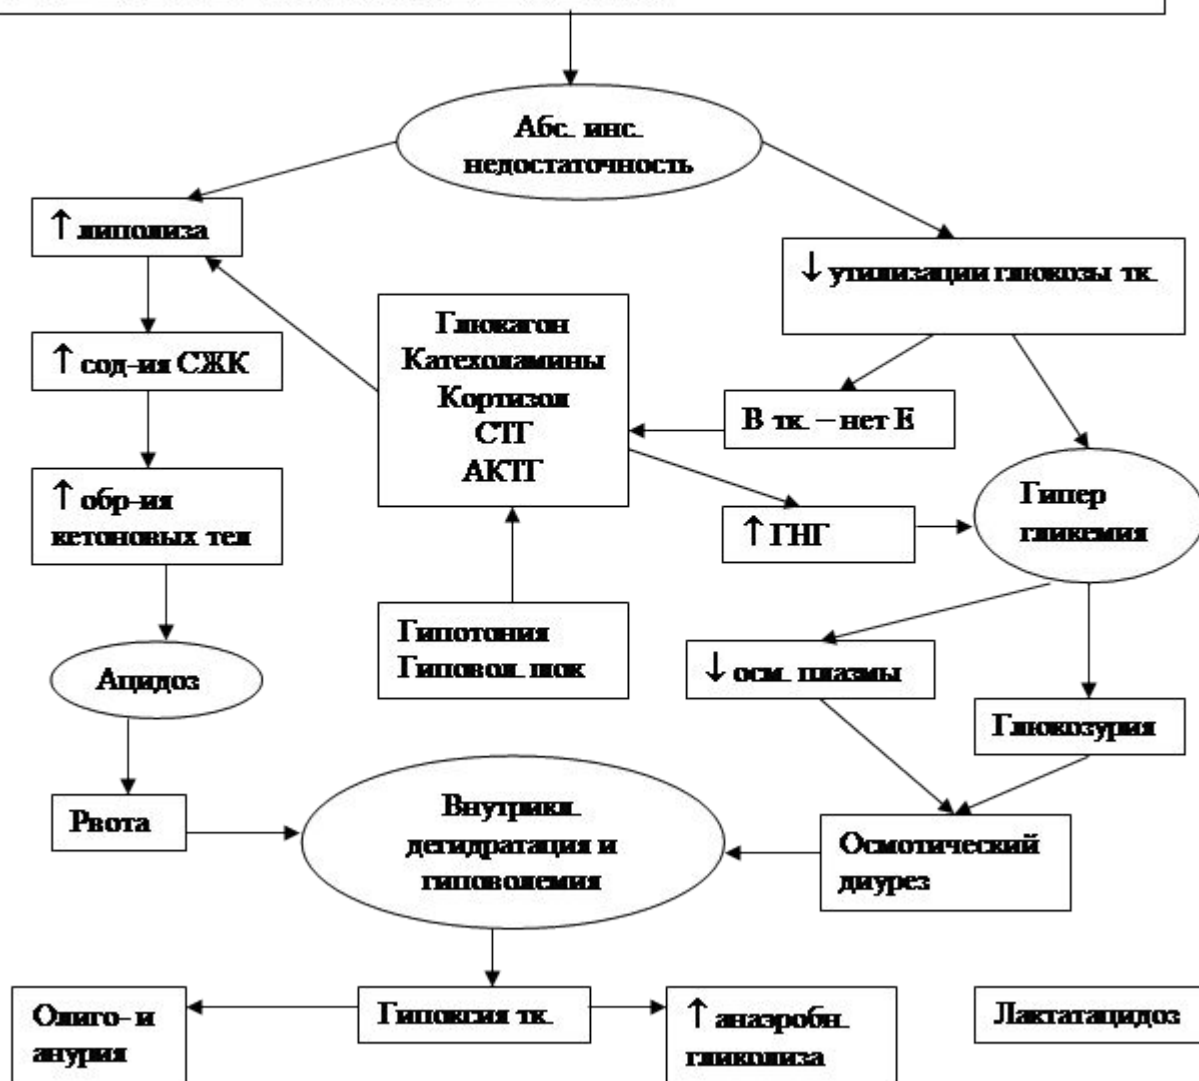 Абс. инс.
недостаточность
↑ липолиза
↓ утилизации глюкозы тк.
Глюкагон
Катехоламины
Кортизол
СТГ
АКТГ
↑ сод-ия СЖК
В тк. – нет Е
↑ обр-ия
кетоновых тел
Гипер
гликемия
↑ ГНГ
Гипотония
Гиповол. шок
Ацидоз
↓ осм. плазмы
Глюкозурия
Рвота
Внутрикл.
дегидратация и
гиповолемия
Осмотический
диурез
Олиго- и
анурия
Гипоксия тк.
↑ анаэробн.
гликолиза
Лактатацидоз